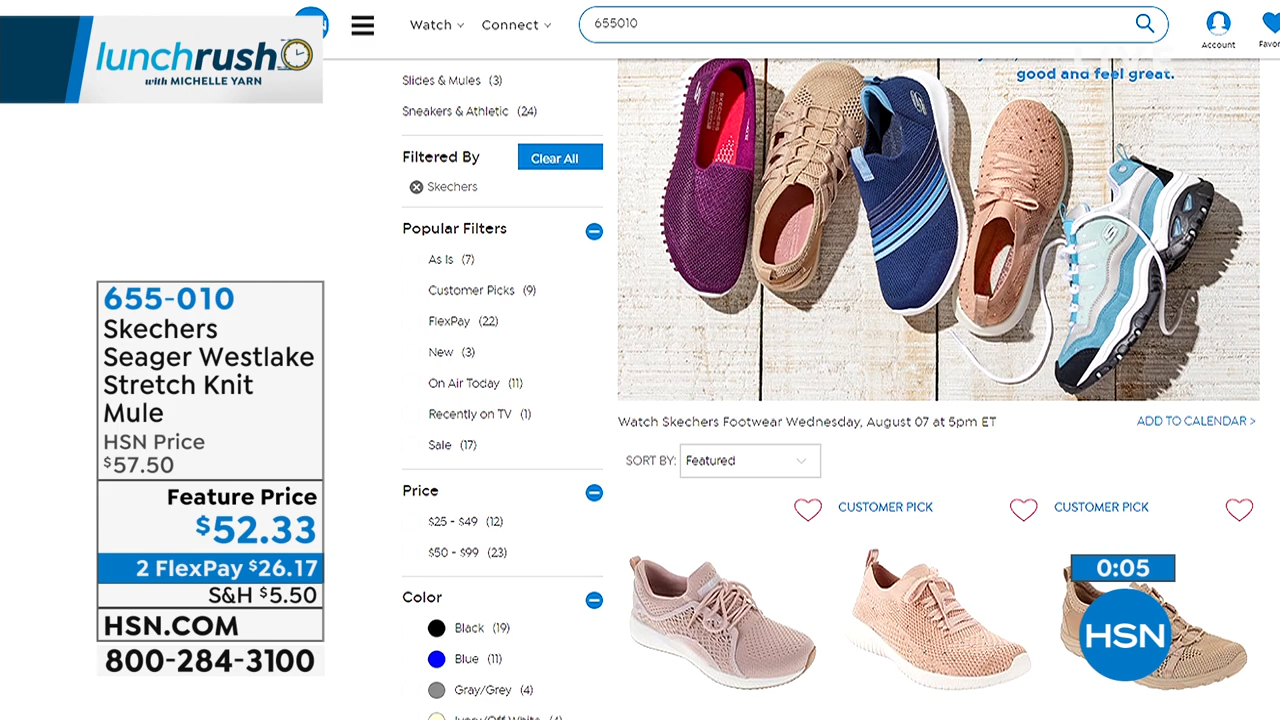 lunchrush
with MICHELLE YARN
Watch
Connect
655010
Account
LIVE
good and feel great.
Slides & Mules (3)
Sneakers & Athletic (24)
Filtered By
Clear All
Skechers
Popular Filters
As Is (7)
Customer Picks (9)
FlexPay (22)
New (3)
On Air Today (11)
Recently on TV (1)
Sale (17)
Price
$25 - $49 (12)
$50 - $99 (23)
Color
Black (19)
Blue (11)
Gray/Grey (4)
655-010
Skechers
Seager Westlake
Stretch Knit
Mule
HSN Price
$57.50
Feature Price
$52.33
2 FlexPay $26.17
S&H $5.50
HSN.COM
800-284-3100
Watch Skechers Footwear Wednesday, August 07 at 5pm ET
ADD TO CALENDAR >
SORT BY: Featured
CUSTOMER PICK
CUSTOMER PICK
0:05
HSN